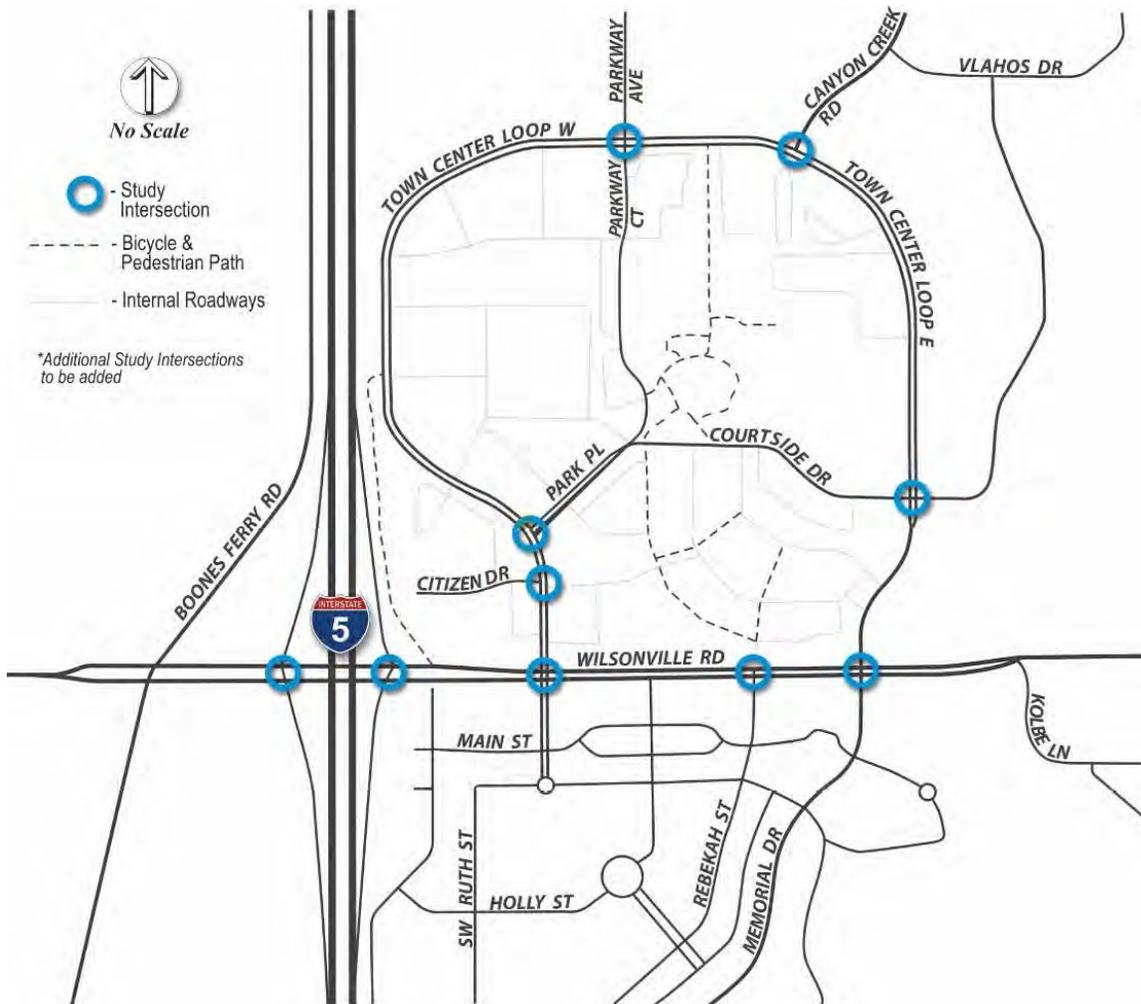 No Scale
- Study
Intersection
- Bicycle &
Pedestrian Path
- Internal Roadways
*Additional Study Intersections
to be added
PARKWAY
AVE
CANYON CREEK
RD
VLAHOS DR
TOWN CENTER LOOP W
PARKWAY
CT
TOWN CENTER LOOP E
COURTSIDE DR
PARK PL
BOONES FERRY RD
CITIZEN DR
INTERSTATE
5
WILSONVILLE RD
KOLBE LN
MAIN ST
SW RUTH ST
HOLLY ST
REBEKAH ST
MEMORIAL DR